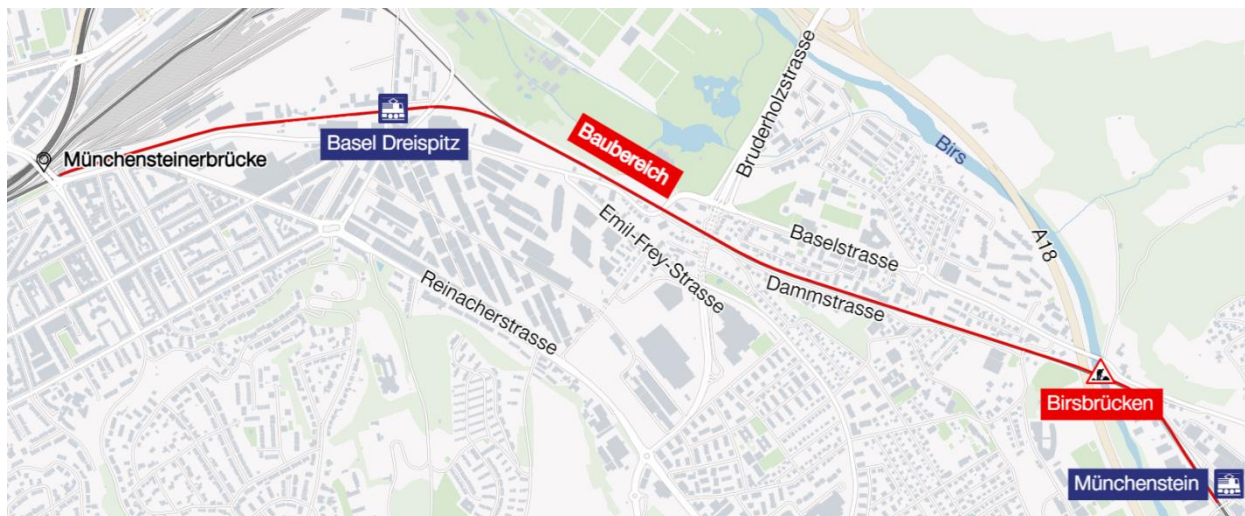 Bruderholzstrasse
Basel Dreispitz
Münchensteinerbrücke
Baubereich
Birs
Emil-Frey-Strasse
Baselstrasse
A18
Reinacherstrasse
Dammstrasse
Birsbrücken
Münchenstein